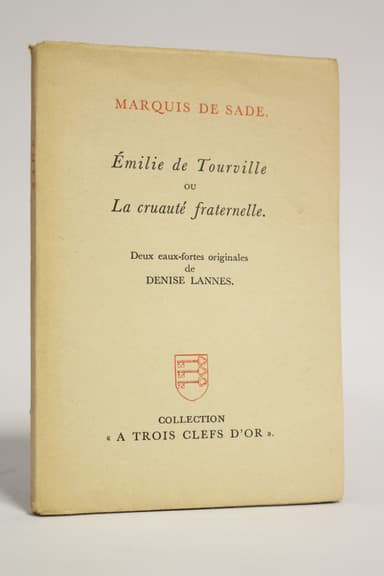 MARQUIS DE SADE.
Émilie de Tourville
OU
La cruauté fraternelle.
Deux eaux-fortes originales
de
DENISE LANNES.
COLLECTION
« A TROIS CLEFS D'OR ».